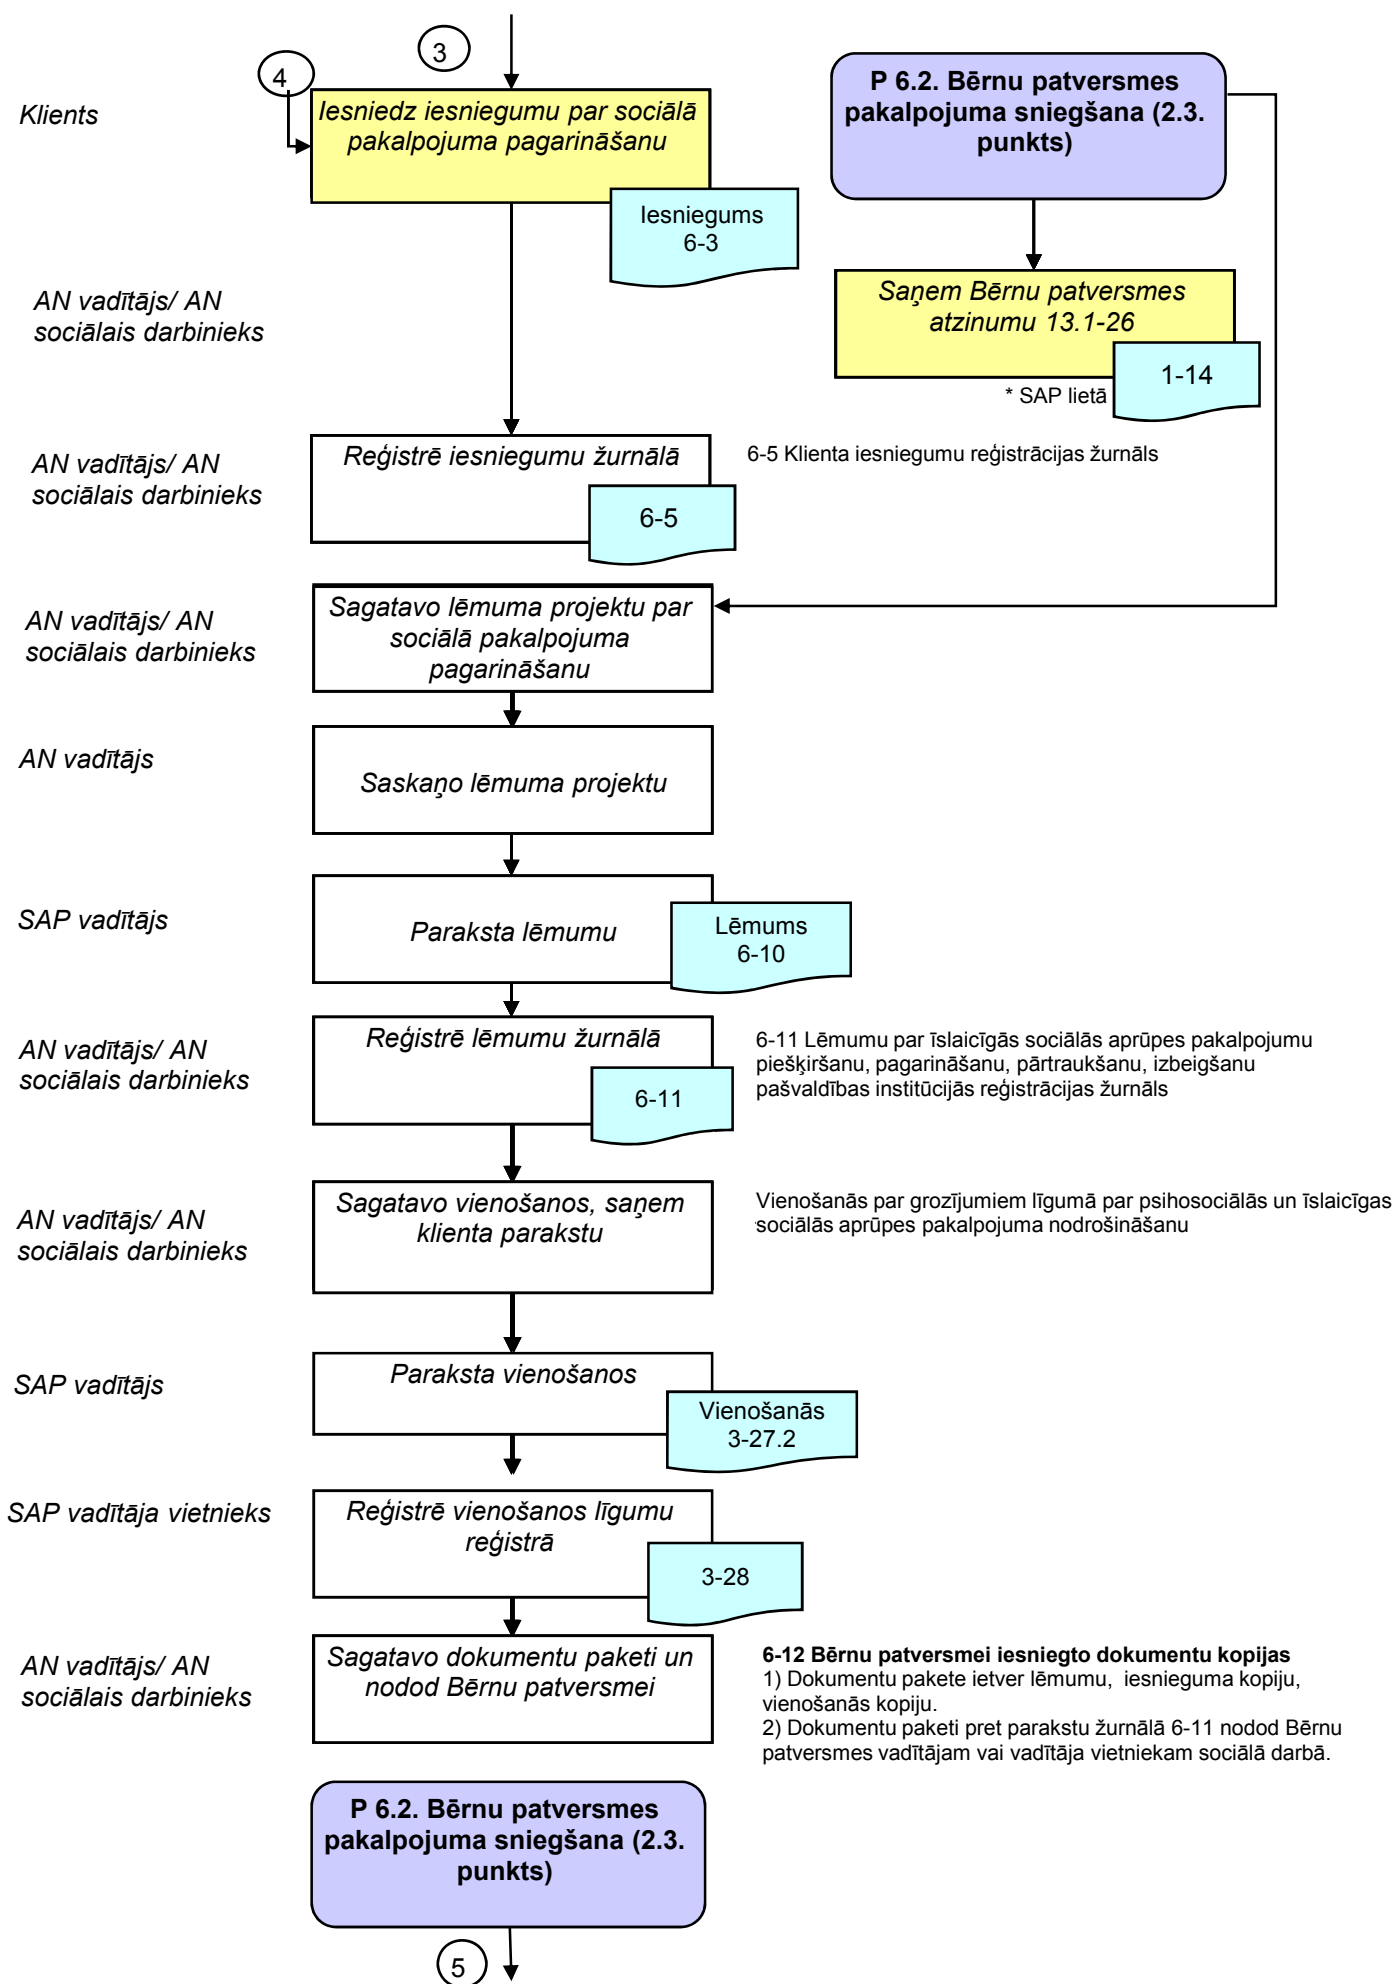 3
4
Klients
Iesniedz iesniegumu par sociālā
pakalpojuma pagarināšanu
Iesniegums
6-3
P 6.2. Bērnu patversmes
pakalpojuma sniegšana (2.3.
punkts)
AN vadītājs/ AN
sociālais darbinieks
Saņem Bērnu patversmes
atzinumu 13.1-26
1-14
* SAP lietā
AN vadītājs/ AN
sociālais darbinieks
Reģistrē iesniegumu žurnālā
6-5
6-5 Klienta iesniegumu reģistrācijas žurnāls
AN vadītājs/ AN
sociālais darbinieks
Sagatavo lēmuma projektu par
sociālā pakalpojuma
pagarināšanu
AN vadītājs
Saskaņo lēmuma projektu
SAP vadītājs
Paraksta lēmumu
Lēmums
6-10
AN vadītājs/ AN
sociālais darbinieks
Reģistrē lēmumu žurnālā
6-11
6-11 Lēmumu par īslaicīgās sociālās aprūpes pakalpojumu
piešķiršanu, pagarināšanu, pārtraukšanu, izbeigšanu
pašvaldības institūcijās reģistrācijas žurnāls
AN vadītājs/ AN
sociālais darbinieks
Sagatavo vienošanos, saņem
klienta parakstu
Vienošanās par grozījumiem līgumā par psihosociālās un īslaicīgas
sociālās aprūpes pakalpojuma nodrošināšanu
SAP vadītājs
Paraksta vienošanos
Vienošanās
3-27.2
SAP vadītāja vietnieks
Reģistrē vienošanos līgumu
reģistrā
3-28
AN vadītājs/ AN
sociālais darbinieks
Sagatavo dokumentu paketi un
nodod Bērnu patversmei
6-12 Bērnu patversmei iesniegto dokumentu kopijas
1) Dokumentu pakete ietver lēmumu, iesnieguma kopiju,
vienošanās kopiju.
2) Dokumentu paketi pret parakstu žurnālā 6-11 nodod Bērnu
patversmes vadītājam vai vadītāja vietniekam sociālā darbā.
P 6.2. Bērnu patversmes
pakalpojuma sniegšana (2.3.
punkts)
5